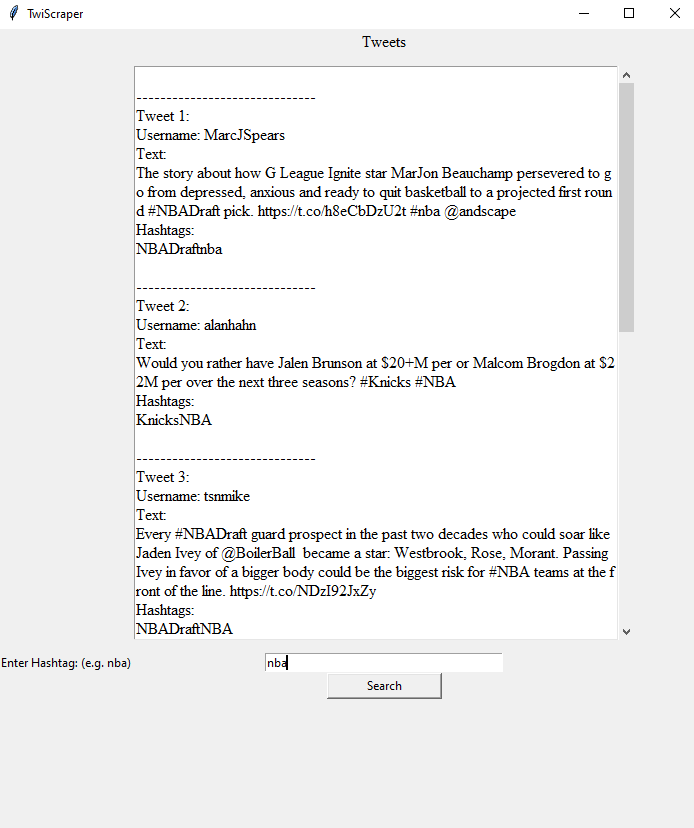 TwiScraper
Tweets
------------------------------
Tweet 1:
Username: MarcJSpears
Text:
The story about how G League Ignite star MarJon Beauchamp persevered to g
o from depressed, anxious and ready to quit basketball to a projected first roun
d #NBADraft pick. https://t.co/h8eCbDzU2t #nba @andscape
Hashtags:
NBADraftnba
------------------------------
Tweet 2:
Username: alanhahn
Text:
Would you rather have Jalen Brunson at $20+M per or Malcom Brogdon at $2
2M per over the next three seasons? #Knicks #NBA
Hashtags:
KnicksNBA
------------------------------
Tweet 3:
Username: tsnmike
Text:
Every #NBADraft guard prospect in the past two decades who could soar like
Jaden Ivey of @BoilerBall  became a star: Westbrook, Rose, Morant. Passing
Ivey in favor of a bigger body could be the biggest risk for #NBA teams at the f
ront of the line. https://t.co/NDzI92JxZy
Hashtags:
NBADraftNBA
Enter Hashtag: (e.g. nba)
nba
Search